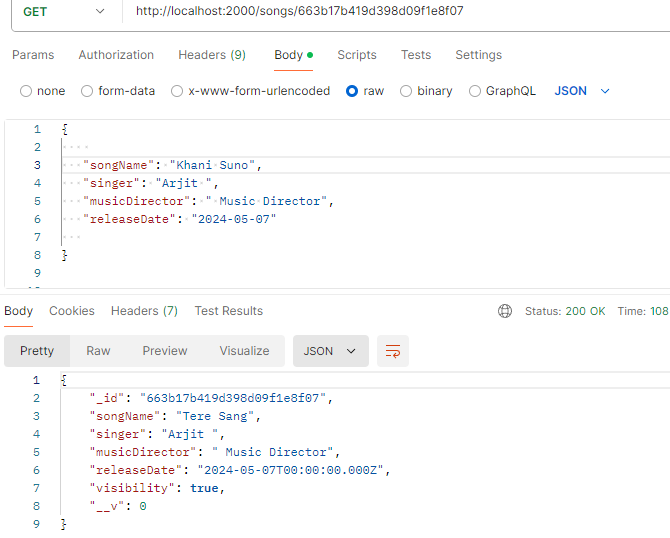 GET http://localhost:2000/songs/663b17b419d398d09f1e8f07
Params Authorization Headers (9) Body Scripts Tests Settings
none form-data x-www-form-urlencoded raw binary GraphQL JSON
1 {
2
3 "songName": "Khani Suno",
4 "singer": "Arjit ",
5 "musicDirector": " Music Director",
6 "releaseDate": "2024-05-07"
7
8 }
9
Body Cookies Headers (7) Test Results Status: 200 OK Time: 108
Pretty Raw Preview Visualize JSON
1 {
2 "_id": "663b17b419d398d09f1e8f07",
3 "songName": "Tere Sang",
4 "singer": "Arjit ",
5 "musicDirector": " Music Director",
6 "releaseDate": "2024-05-07T00:00:00.000Z",
7 "visibility": true,
8 "__v": 0
9 }